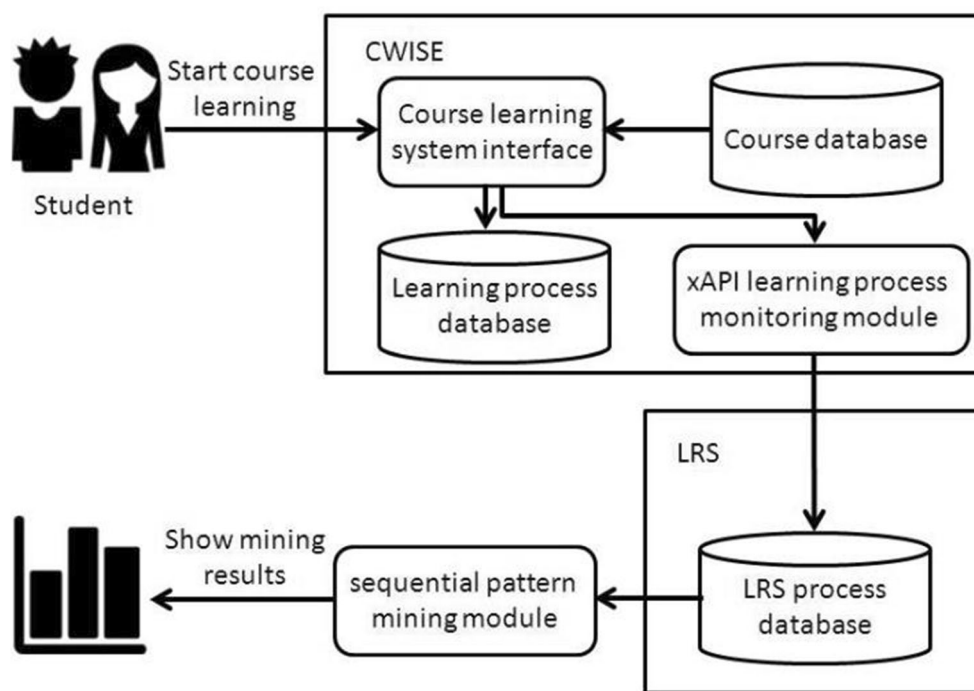 CWISE
Start course
learning
Course learning
system interface
Course database
Student
Learning process
database
xAPI learning process
monitoring module
LRS
Show mining
results
sequential pattern
mining module
LRS process
database